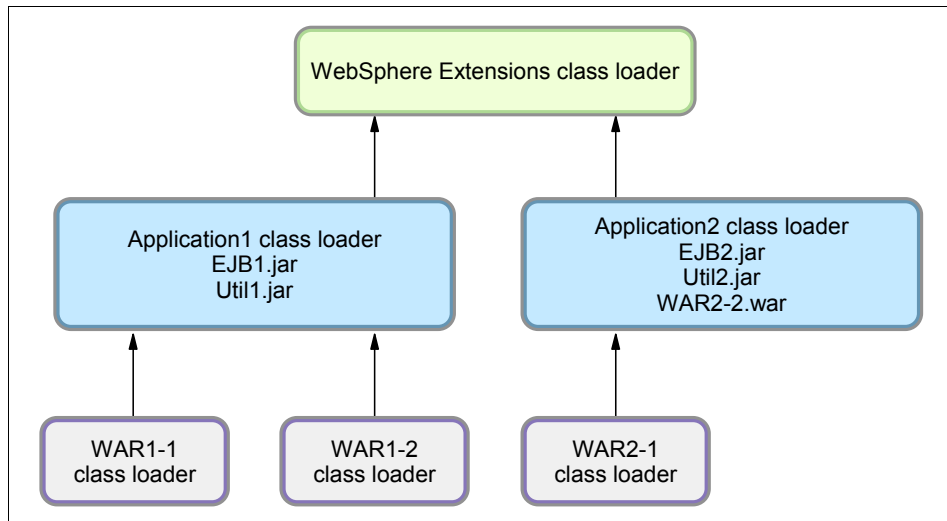 WebSphere Extensions class loader
Application1 class loader
EJB1.jar
Util1.jar
Application2 class loader
EJB2.jar
Util2.jar
WAR2-2.war
WAR1-1
class loader
WAR1-2
class loader
WAR2-1
class loader